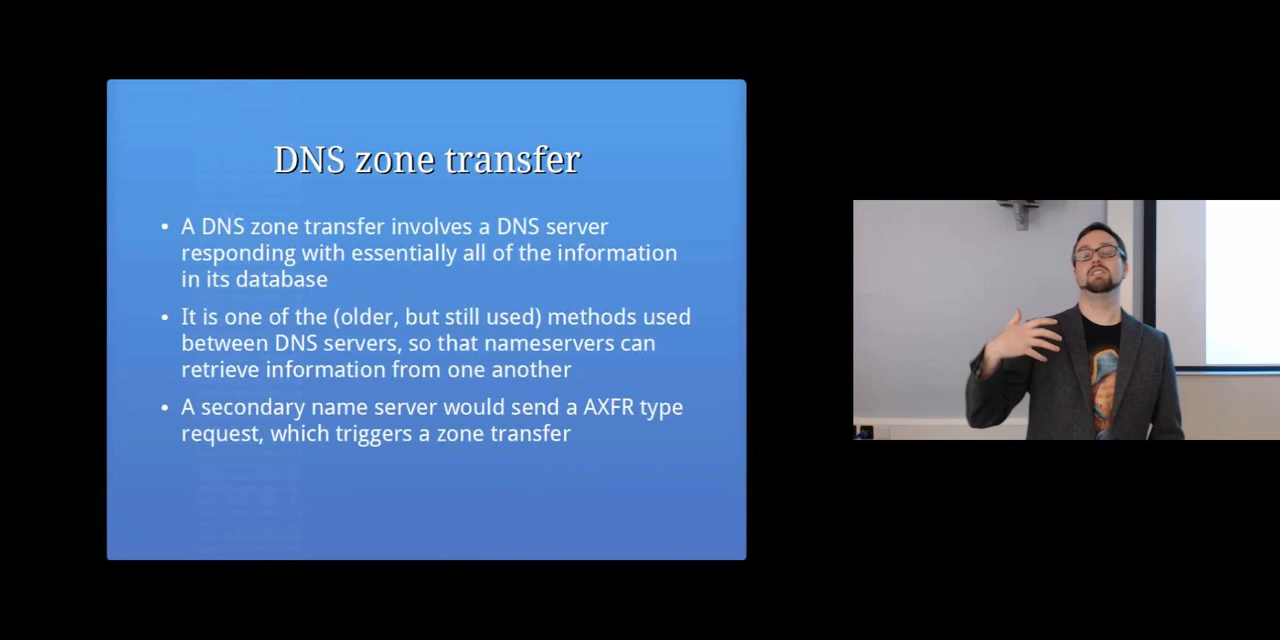 DNS zone transfer
• A DNS zone transfer involves a DNS server
responding with essentially all of the information
in its database
• It is one of the (older, but still used) methods used
between DNS servers, so that nameservers can
retrieve information from one another
• A secondary name server would send a AXFR type
request, which triggers a zone transfer